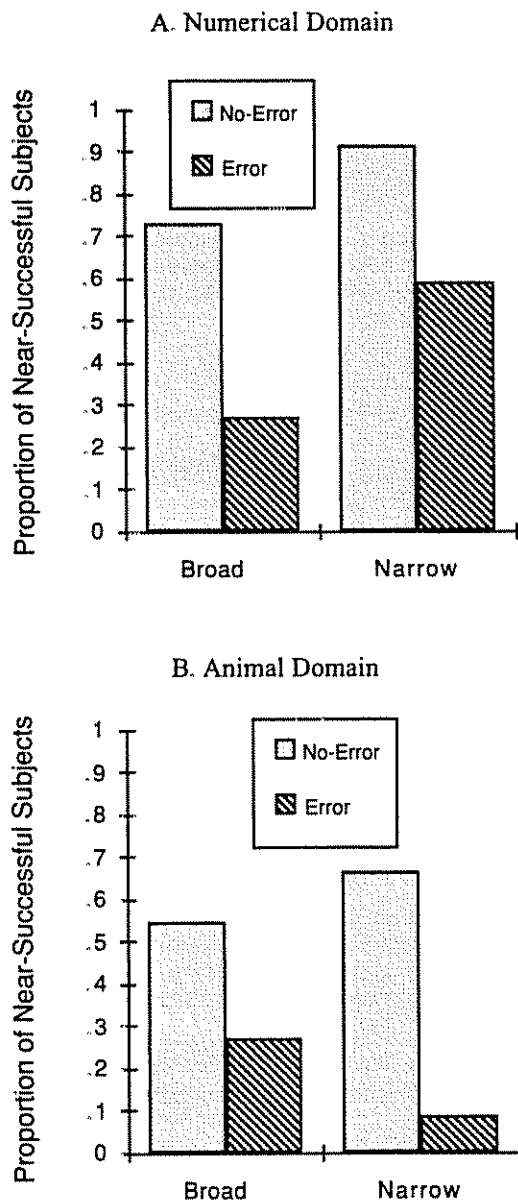 A. Numerical Domain
Proportion of Near-Successful Subjects
1
.9
.8
.7
.6
.5
.4
.3
.2
.1
0
No-Error
Error
Broad
Narrow
B. Animal Domain
Proportion of Near-Successful Subjects
1
.9
.8
.7
.6
.5
.4
.3
.2
.1
0
No-Error
Error
Broad
Narrow